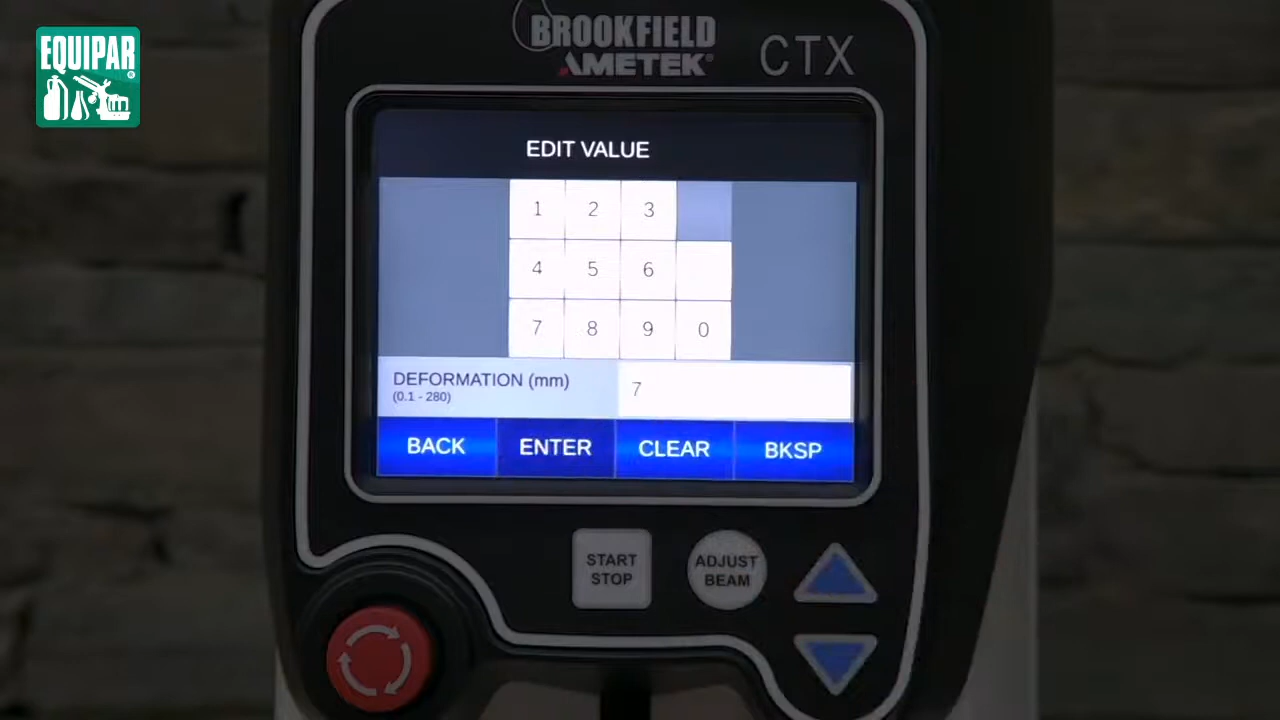 EQUIPAR
BROOKFIELD
AMETEK
CTX
EDIT VALUE
1 2 3
4 5 6
7 8 9 0
DEFORMATION (mm) 7
(0.1 - 280)
BACK ENTER CLEAR BKSP
START
STOP
ADJUST
BEAM